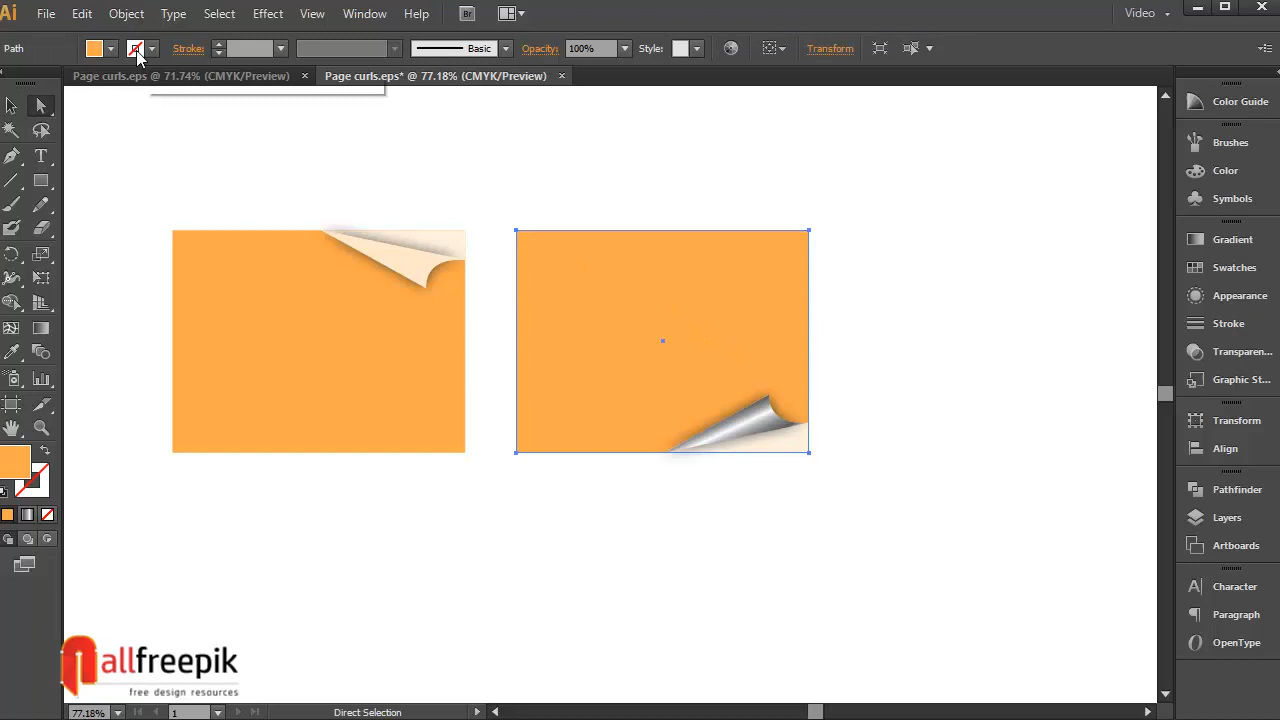 Ai File Edit Object Type Select Effect View Window Help Br Video
Path Stroke: Basic Opacity: 100% Style: Transform
Page curls.eps @ 71.74% (CMYK/Preview) Page curls.eps* @ 77.18% (CMYK/Preview)
Color Guide
Brushes
Color
Symbols
Gradient
Swatches
Appearance
Stroke
Transparen...
Graphic St...
Transform
Align
Pathfinder
Layers
Artboards
Character
Paragraph
OpenType
allfreepik
free design resources
77.18% 1 Direct Selection